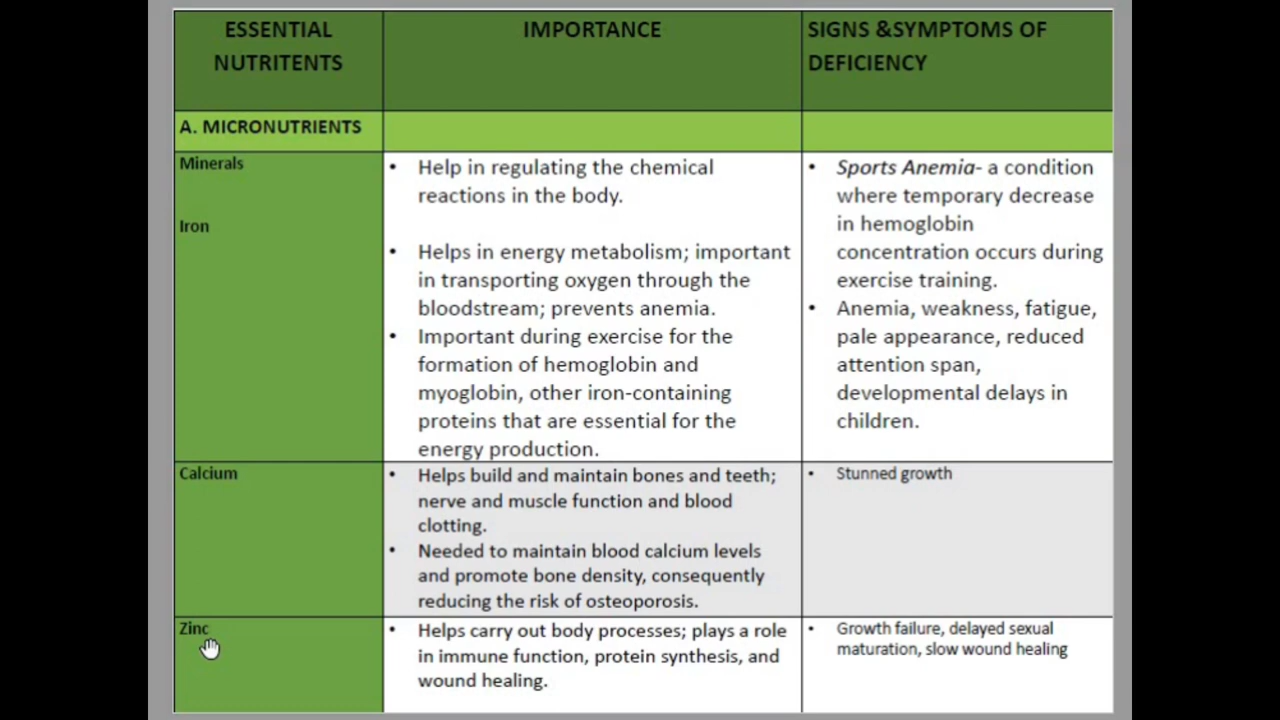 ESSENTIAL
NUTRITENTS
IMPORTANCE
SIGNS &SYMPTOMS OF
DEFICIENCY
A. MICRONUTRIENTS
Minerals
Iron
• Help in regulating the chemical
reactions in the body.
• Helps in energy metabolism; important
in transporting oxygen through the
bloodstream; prevents anemia.
• Important during exercise for the
formation of hemoglobin and
myoglobin, other iron-containing
proteins that are essential for the
energy production.
• Sports Anemia- a condition
where temporary decrease
in hemoglobin
concentration occurs during
exercise training.
• Anemia, weakness, fatigue,
pale appearance, reduced
attention span,
developmental delays in
children.
Calcium
• Helps build and maintain bones and teeth;
nerve and muscle function and blood
clotting.
• Needed to maintain blood calcium levels
and promote bone density, consequently
reducing the risk of osteoporosis.
• Stunned growth
Zinc
• Helps carry out body processes; plays a role
in immune function, protein synthesis, and
wound healing.
• Growth failure, delayed sexual
maturation, slow wound healing